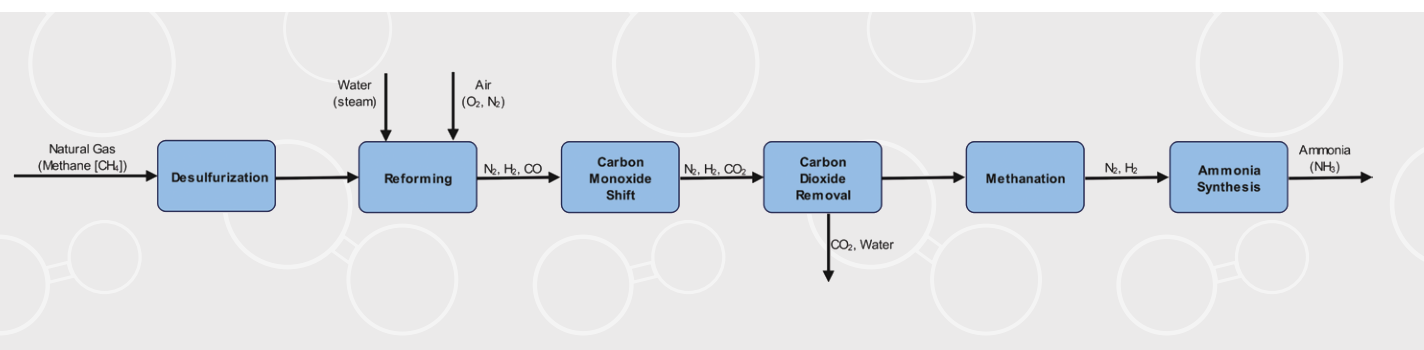 Natural Gas
(Methane [CH₄])
Desulfurization
Water
(steam)
Air
(O₂, N₂)
Reforming
N₂, H₂, CO
Carbon
Monoxide
Shift
N₂, H₂, CO₂
Carbon
Dioxide
Removal
CO₂, Water
Methanation
N₂, H₂
Ammonia
Synthesis
Ammonia
(NH₃)